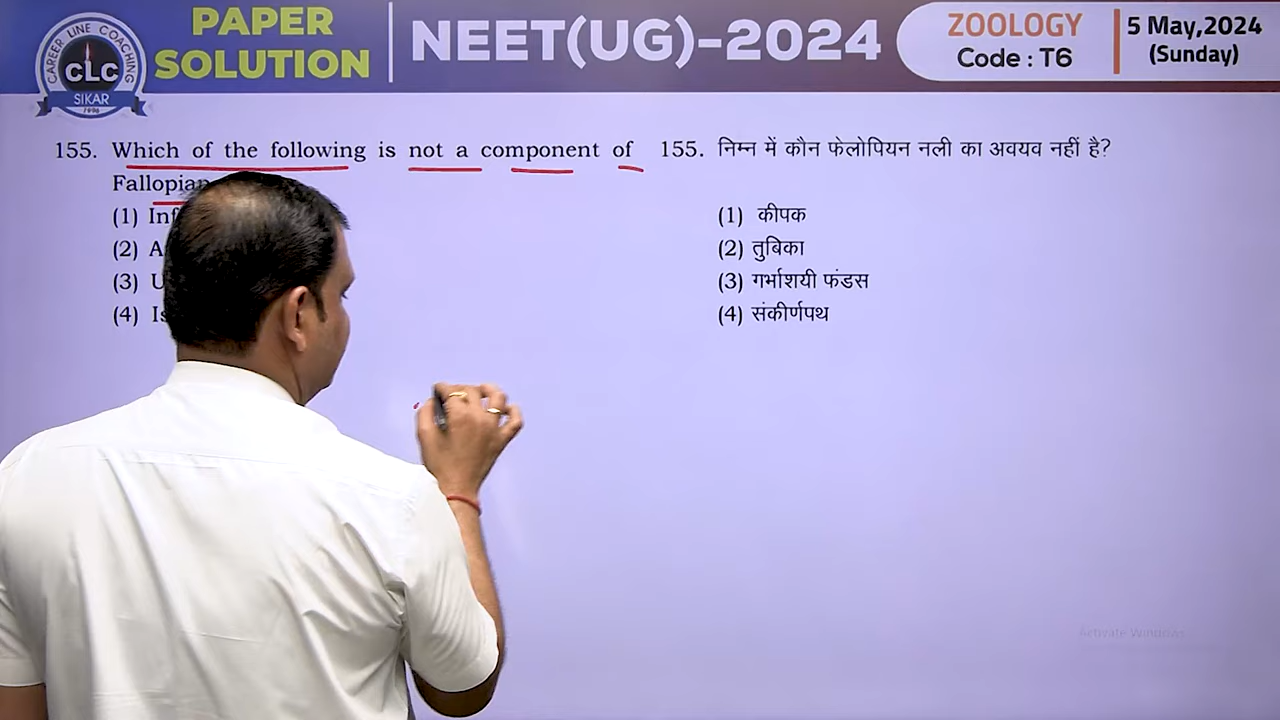 CAREER LINE COACHING
CLC
SIKAR
1996
PAPER
SOLUTION
NEET(UG)-2024
ZOOLOGY
Code : T6
5 May,2024
(Sunday)
155. Which of the following is not a component of
Fallopian
(1)
(2)
(3)
(4)
155. निम्न में कौन फेलोपियन नली का अवयव नहीं है?
(1) कीपक
(2) तुबिका
(3) गर्भाशयी फंडस
(4) संकीर्णपथ
Activate Windows